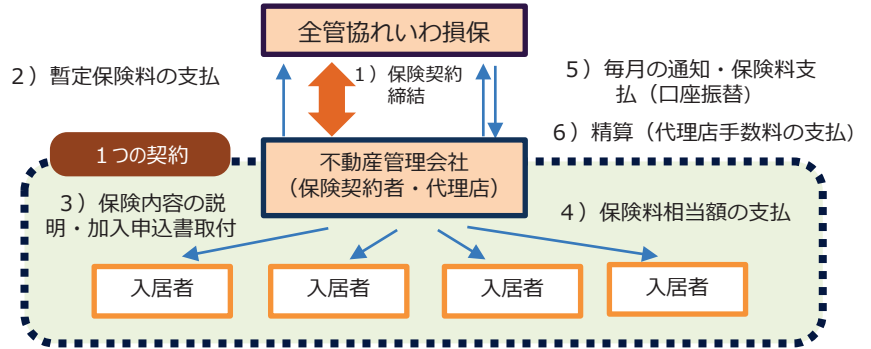 全管協れいわ損保
2）暫定保険料の支払
1）保険契約
締結
5）毎月の通知・保険料支
払（口座振替）
6）精算（代理店手数料の支払）
1つの契約
不動産管理会社
（保険契約者・代理店）
3）保険内容の説
明・加入申込書取付
4）保険料相当額の支払
入居者
入居者
入居者
入居者